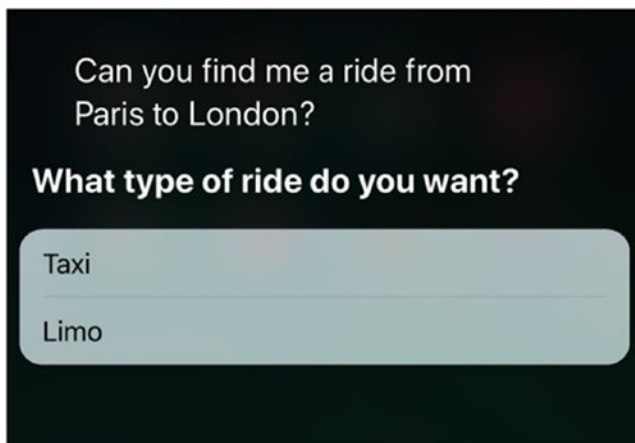 Can you find me a ride from
Paris to London?
What type of ride do you want?
Taxi
Limo